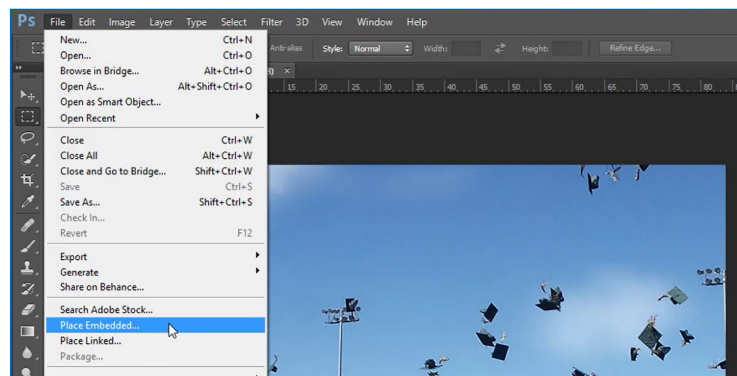 Ps File Edit Image Layer Type Select Filter 3D View Window Help
Anti-alias Style: Normal Width: Height: Refine Edge...
New... Ctrl+N
Open... Ctrl+O
Browse in Bridge... Alt+Ctrl+O
Open As... Alt+Shift+Ctrl+O
Open as Smart Object...
Open Recent
Close Ctrl+W
Close All Alt+Ctrl+W
Close and Go to Bridge... Shift+Ctrl+W
Save Ctrl+S
Save As... Shift+Ctrl+S
Check In...
Revert F12
Export
Generate
Share on Behance...
Search Adobe Stock...
Place Embedded...
Place Linked...
Package...
15 20 25 30 35 40 45 50 55 60 65 70 75 80